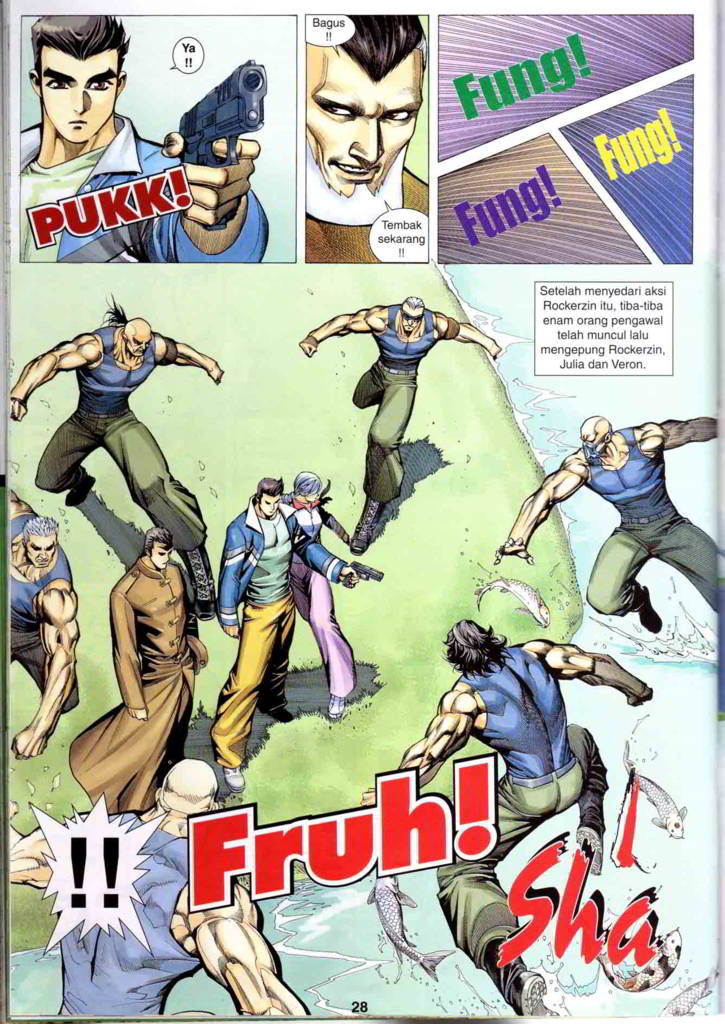 Ya
!!
PUKK!
Bagus
!!
Tembak
sekarang
!!
Fung!
Fung!
Fung!
Setelah menyedari aksi
Rockerzin itu, tiba-tiba
enam orang pengawal
telah muncul lalu
mengepung Rockerzin,
Julia dan Veron.
!!
Fruh!
Sha
!
28